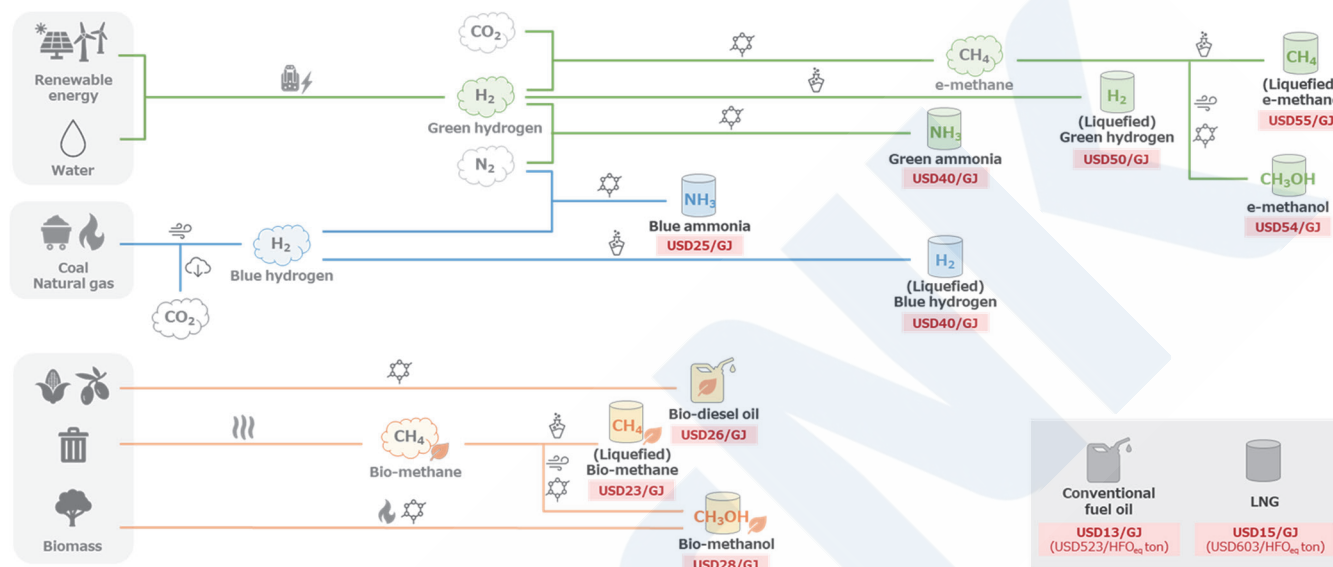 Renewable
energy
Water
CO₂
H₂
Green hydrogen
N₂
CH₄
e-methane
CH₄
(Liquefied)
e-methan
USD55/GJ
H₂
(Liquefied)
Green hydrogen
USD50/GJ
NH₃
Green ammonia
USD40/GJ
CH₃OH
e-methanol
USD54/GJ
Coal
Natural gas
H₂
Blue hydrogen
CO₂
NH₃
Blue ammonia
USD25/GJ
H₂
(Liquefied)
Blue hydrogen
USD40/GJ
Bio-diesel oil
USD26/GJ
CH₄
Bio-methane
CH₄
(Liquefied)
Bio-methane
USD23/GJ
Biomass
CH₃OH
Bio-methanol
USD28/GJ
Conventional
fuel oil
USD13/GJ
(USD523/HFOeq ton)
LNG
USD15/GJ
(USD603/HFOeq ton)